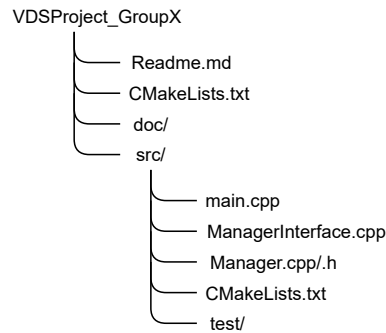 VDSProject_GroupX
Readme.md
CMakeLists.txt
doc/
src/
main.cpp
ManagerInterface.cpp
Manager.cpp/.h
CMakeLists.txt
test/